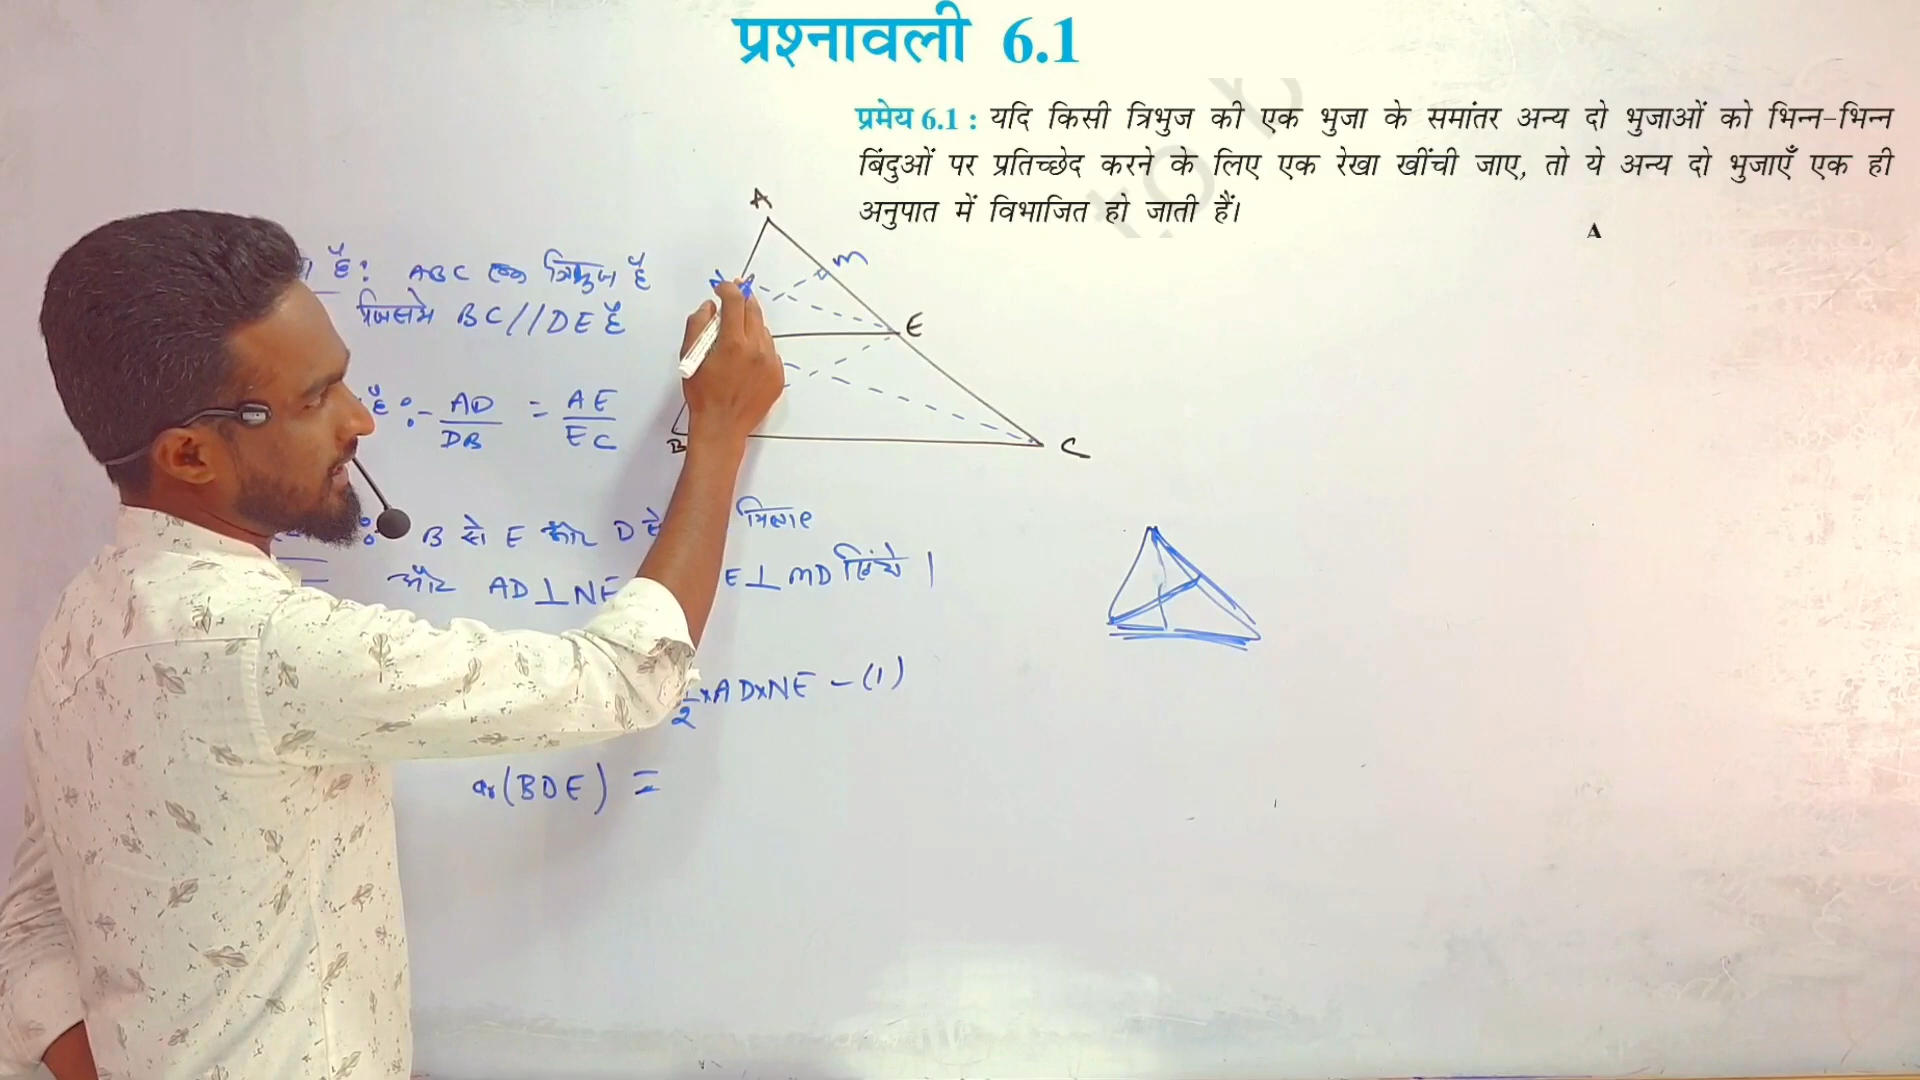 प्रश्नावली 6.1
प्रमेय 6.1 : यदि किसी त्रिभुज की एक भुजा के समांतर अन्य दो भुजाओं को भिन्न-भिन्न
बिंदुओं पर प्रतिच्छेद करने के लिए एक रेखा खींची जाए, तो ये अन्य दो भुजाएँ एक ही
अनुपात में विभाजित हो जाती हैं।
A
A
m
E
B
C
है: ABC एक त्रिभुज है
जिसमे BC//DE है
है :- AD/DB = AE/EC
: B से E और D से मिलाए
और AD⊥NE E⊥MD खिंचे।
1/2 ×AD×NE – (1)
ar(BDE) =